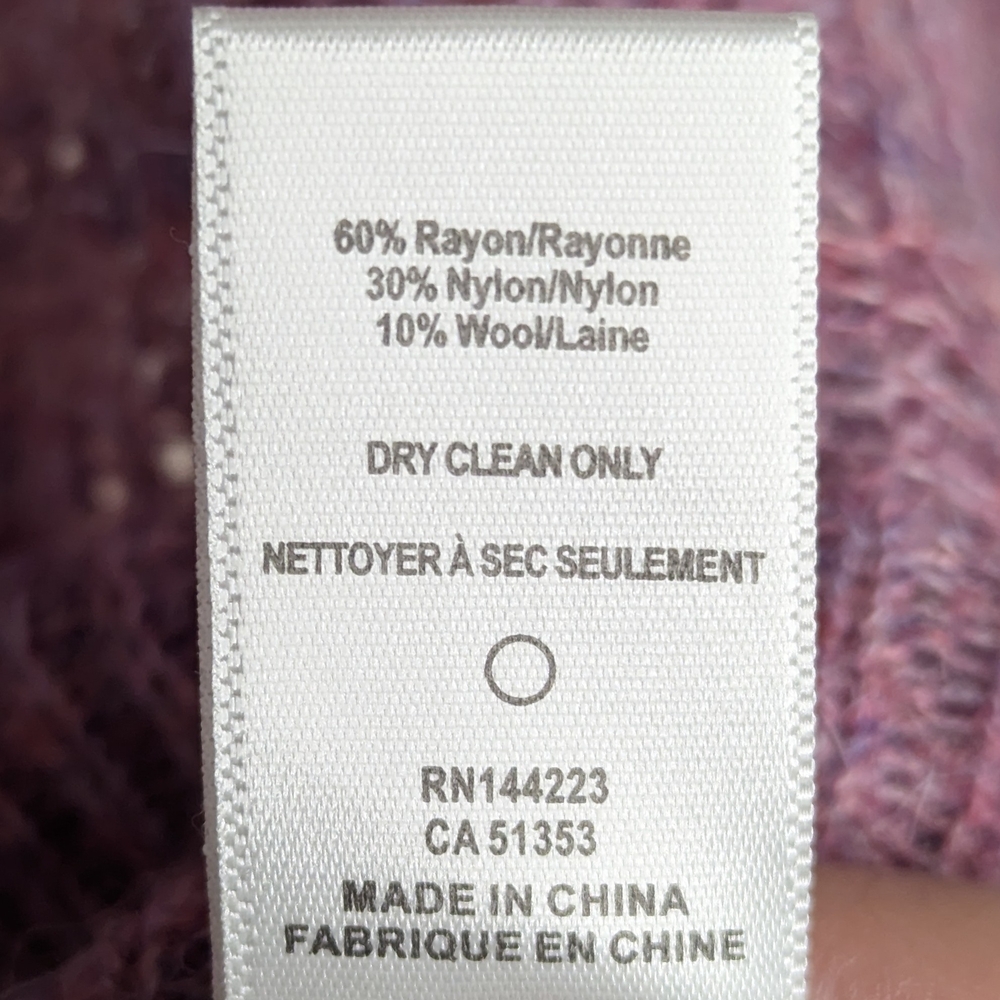 60% Rayon/Rayonne
30% Nylon/Nylon
10% Wool/Laine
DRY CLEAN ONLY
NETTOYER À SEC SEULEMENT
RN144223
CA 51353
MADE IN CHINA
FABRIQUE EN CHINE